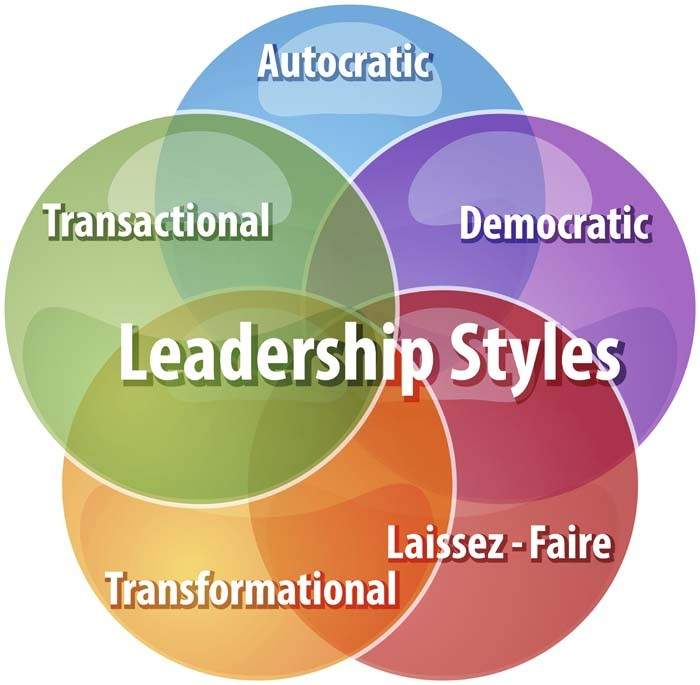 Autocratic
Transactional
Democratic
Leadership Styles
Laissez - Faire
Transformational